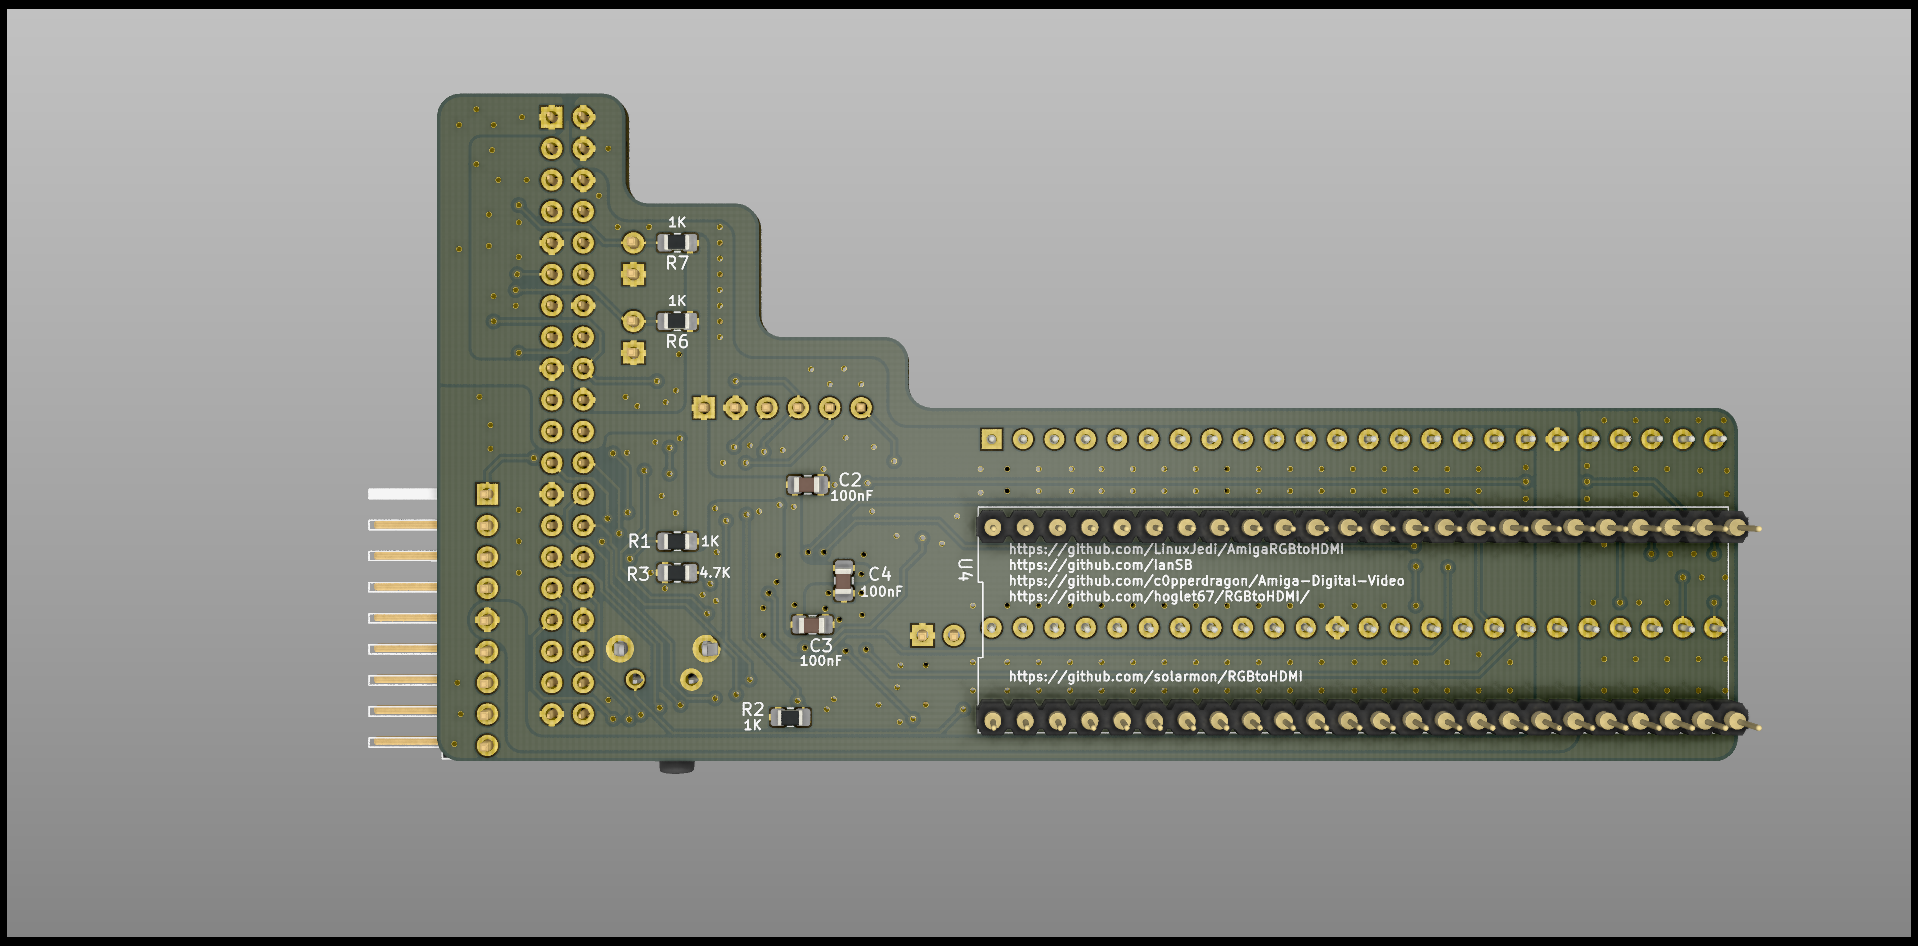 1K
R7
1K
R6
C2
100nF
R1 1K
R3 4.7K
C4
100nF
C3
100nF
R2
1K
U4
https://github.com/LinuxJedi/AmigaRGBtoHDMI
https://github.com/IanSB
https://github.com/c0pperdragon/Amiga-Digital-Video
https://github.com/hoglet67/RGBtoHDMI/
https://github.com/solarmon/RGBtoHDMI